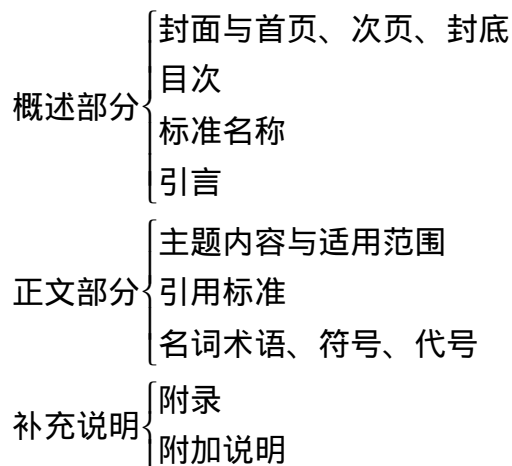 概述部分
封面与首页、次页、封底
目次
标准名称
引言
正文部分
主题内容与适用范围
引用标准
名词术语、符号、代号
补充说明
附录
附加说明